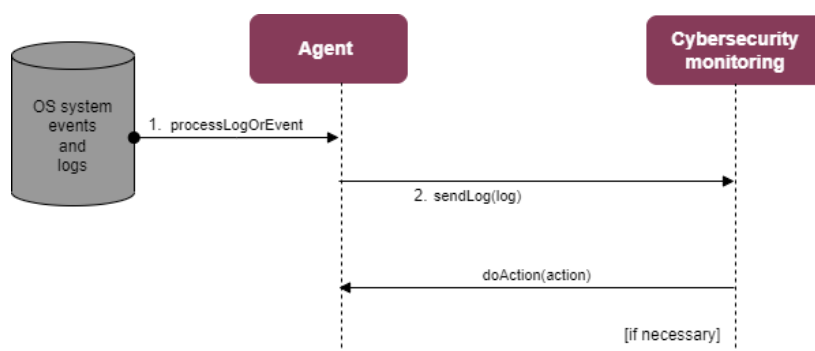 Agent
Cybersecurity
monitoring
OS system
events
and
logs
1. processLogOrEvent
2. sendLog(log)
doAction(action)
[if necessary]